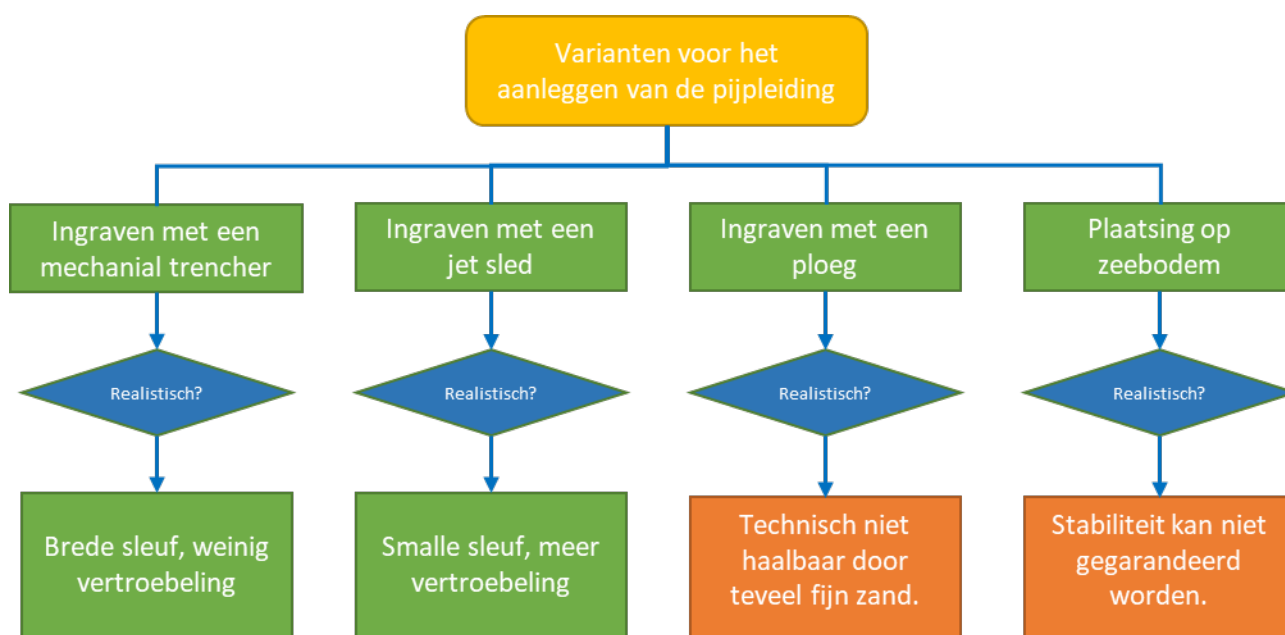 Varianten voor het
aanleggen van de pijpleiding
Ingraven met een
mechanial trencher
Ingraven met een
jet sled
Ingraven met een
ploeg
Plaatsing op
zeebodem
Realistisch?
Realistisch?
Realistisch?
Realistisch?
Brede sleuf, weinig
vertroebeling
Smalle sleuf, meer
vertroebeling
Technisch niet
haalbaar door
teveel fijn zand.
Stabiliteit kan niet
gegarandeerd
worden.